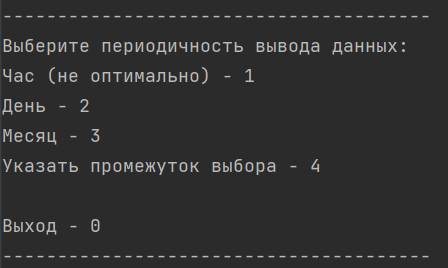 ---------------------------------------
Выберите периодичность вывода данных:
Час (не оптимально) - 1
День - 2
Месяц - 3
Указать промежуток выбора - 4
Выход - 0
---------------------------------------